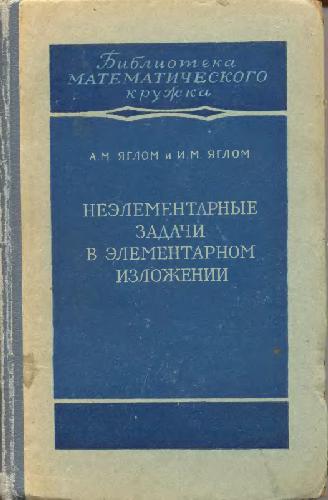 Библиотека
МАТЕМАТИЧЕСКОГО
кружка
А.М. ЯГЛОМ и И.М. ЯГЛОМ
НЕЭЛЕМЕНТАРНЫЕ
ЗАДАЧИ
В ЭЛЕМЕНТАРНОМ
ИЗЛОЖЕНИИ